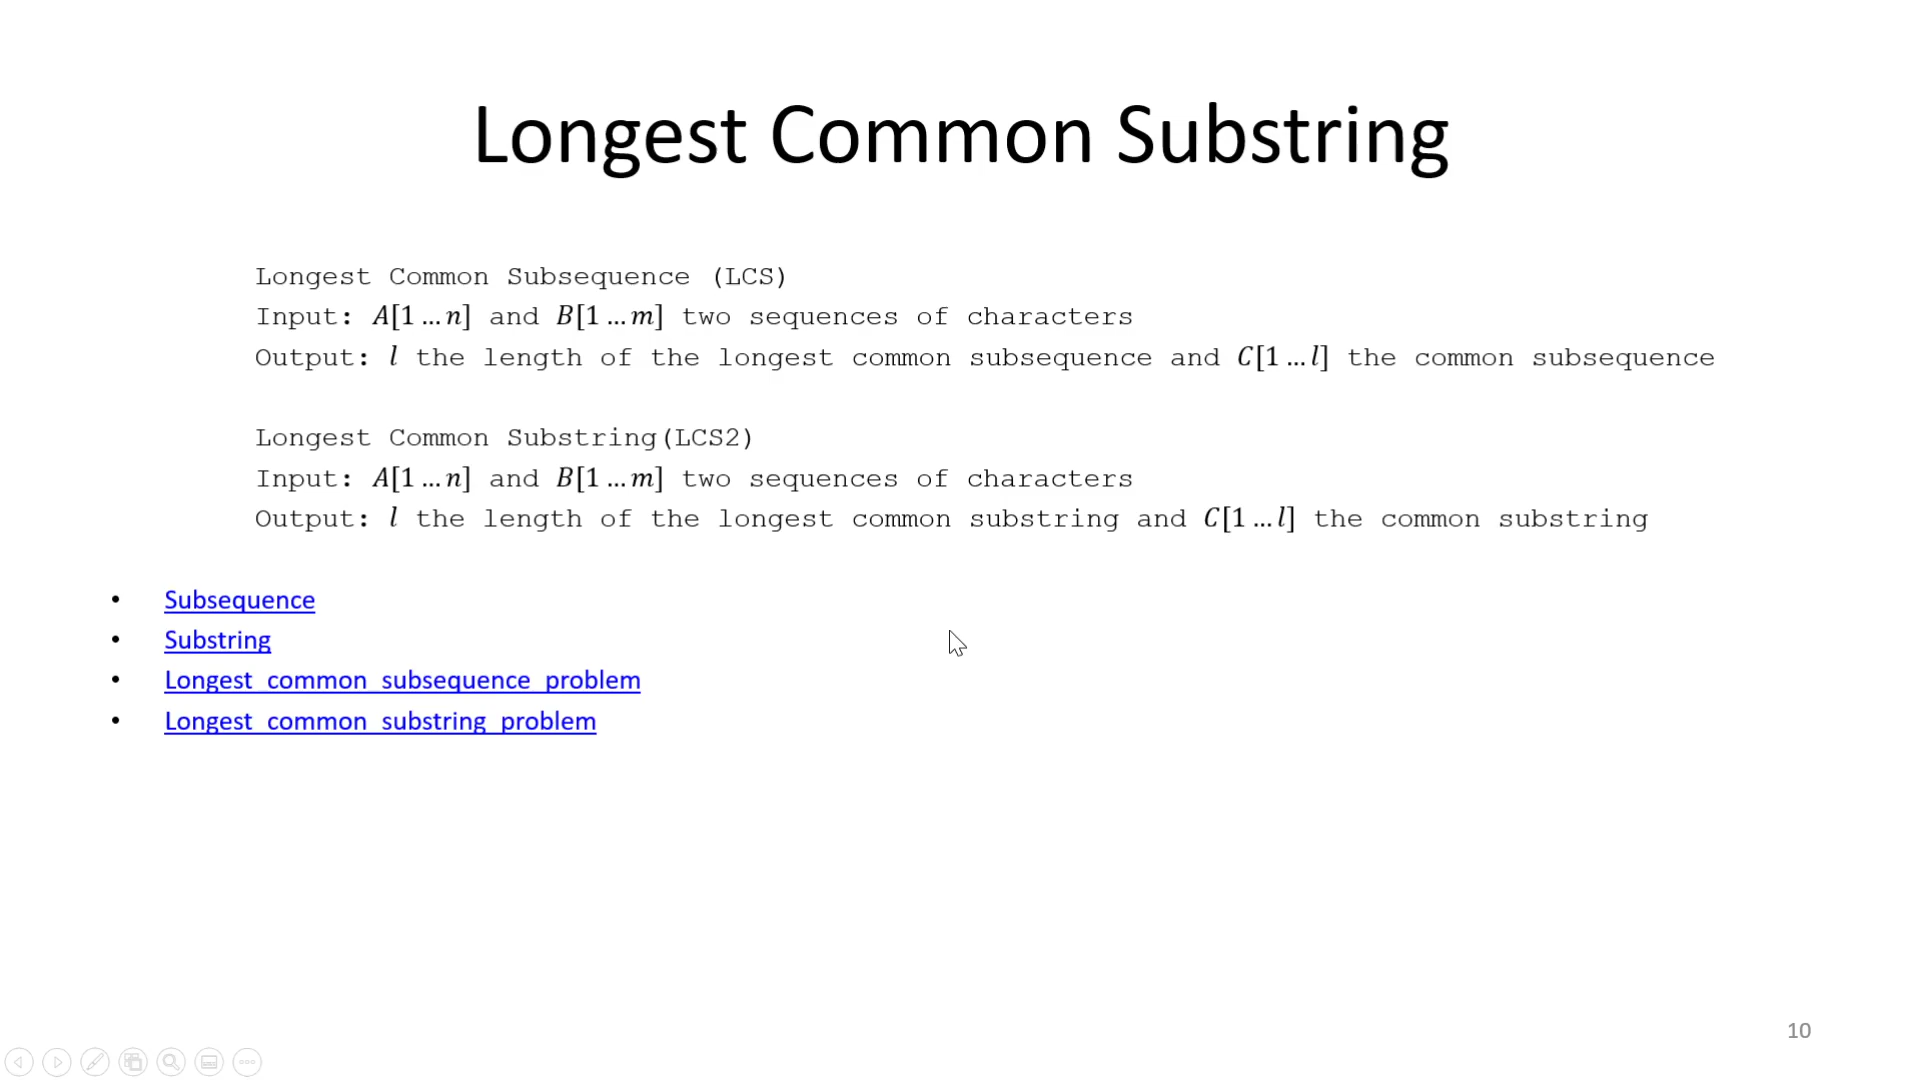 Longest Common Substring
Longest Common Subsequence (LCS)
Input: A[1 … n] and B[1 … m] two sequences of characters
Output: l the length of the longest common subsequence and C[1 … l] the common subsequence
Longest Common Substring(LCS2)
Input: A[1 … n] and B[1 … m] two sequences of characters
Output: l the length of the longest common substring and C[1 … l] the common substring
• Subsequence
• Substring
• Longest_common_subsequence_problem
• Longest_common_substring_problem
10